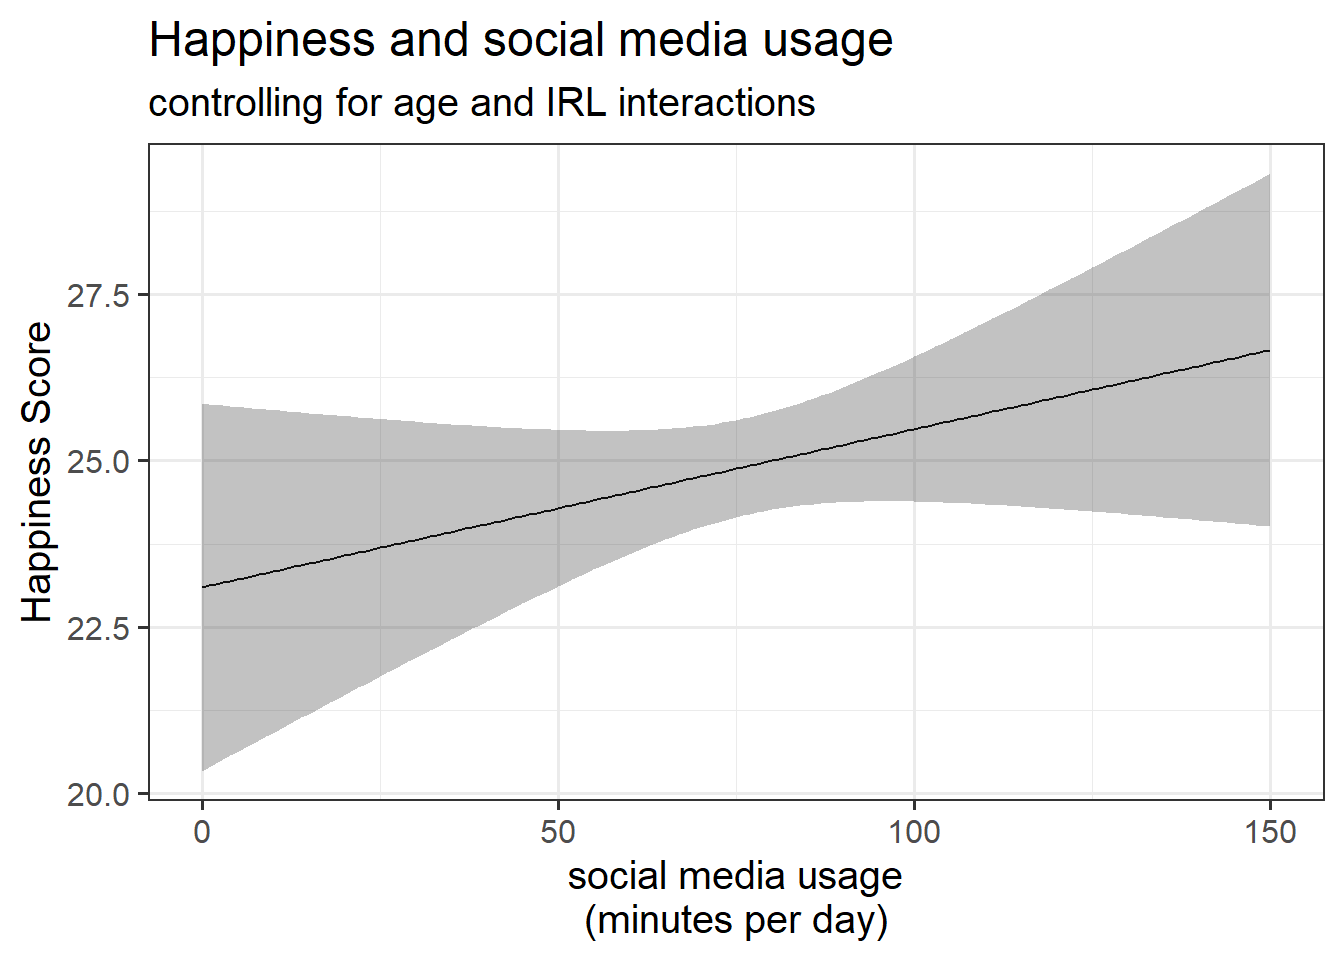 Happiness and social media usage
controlling for age and IRL interactions
Happiness Score
27.5
25.0
22.5
20.0
0 50 100 150
social media usage
(minutes per day)